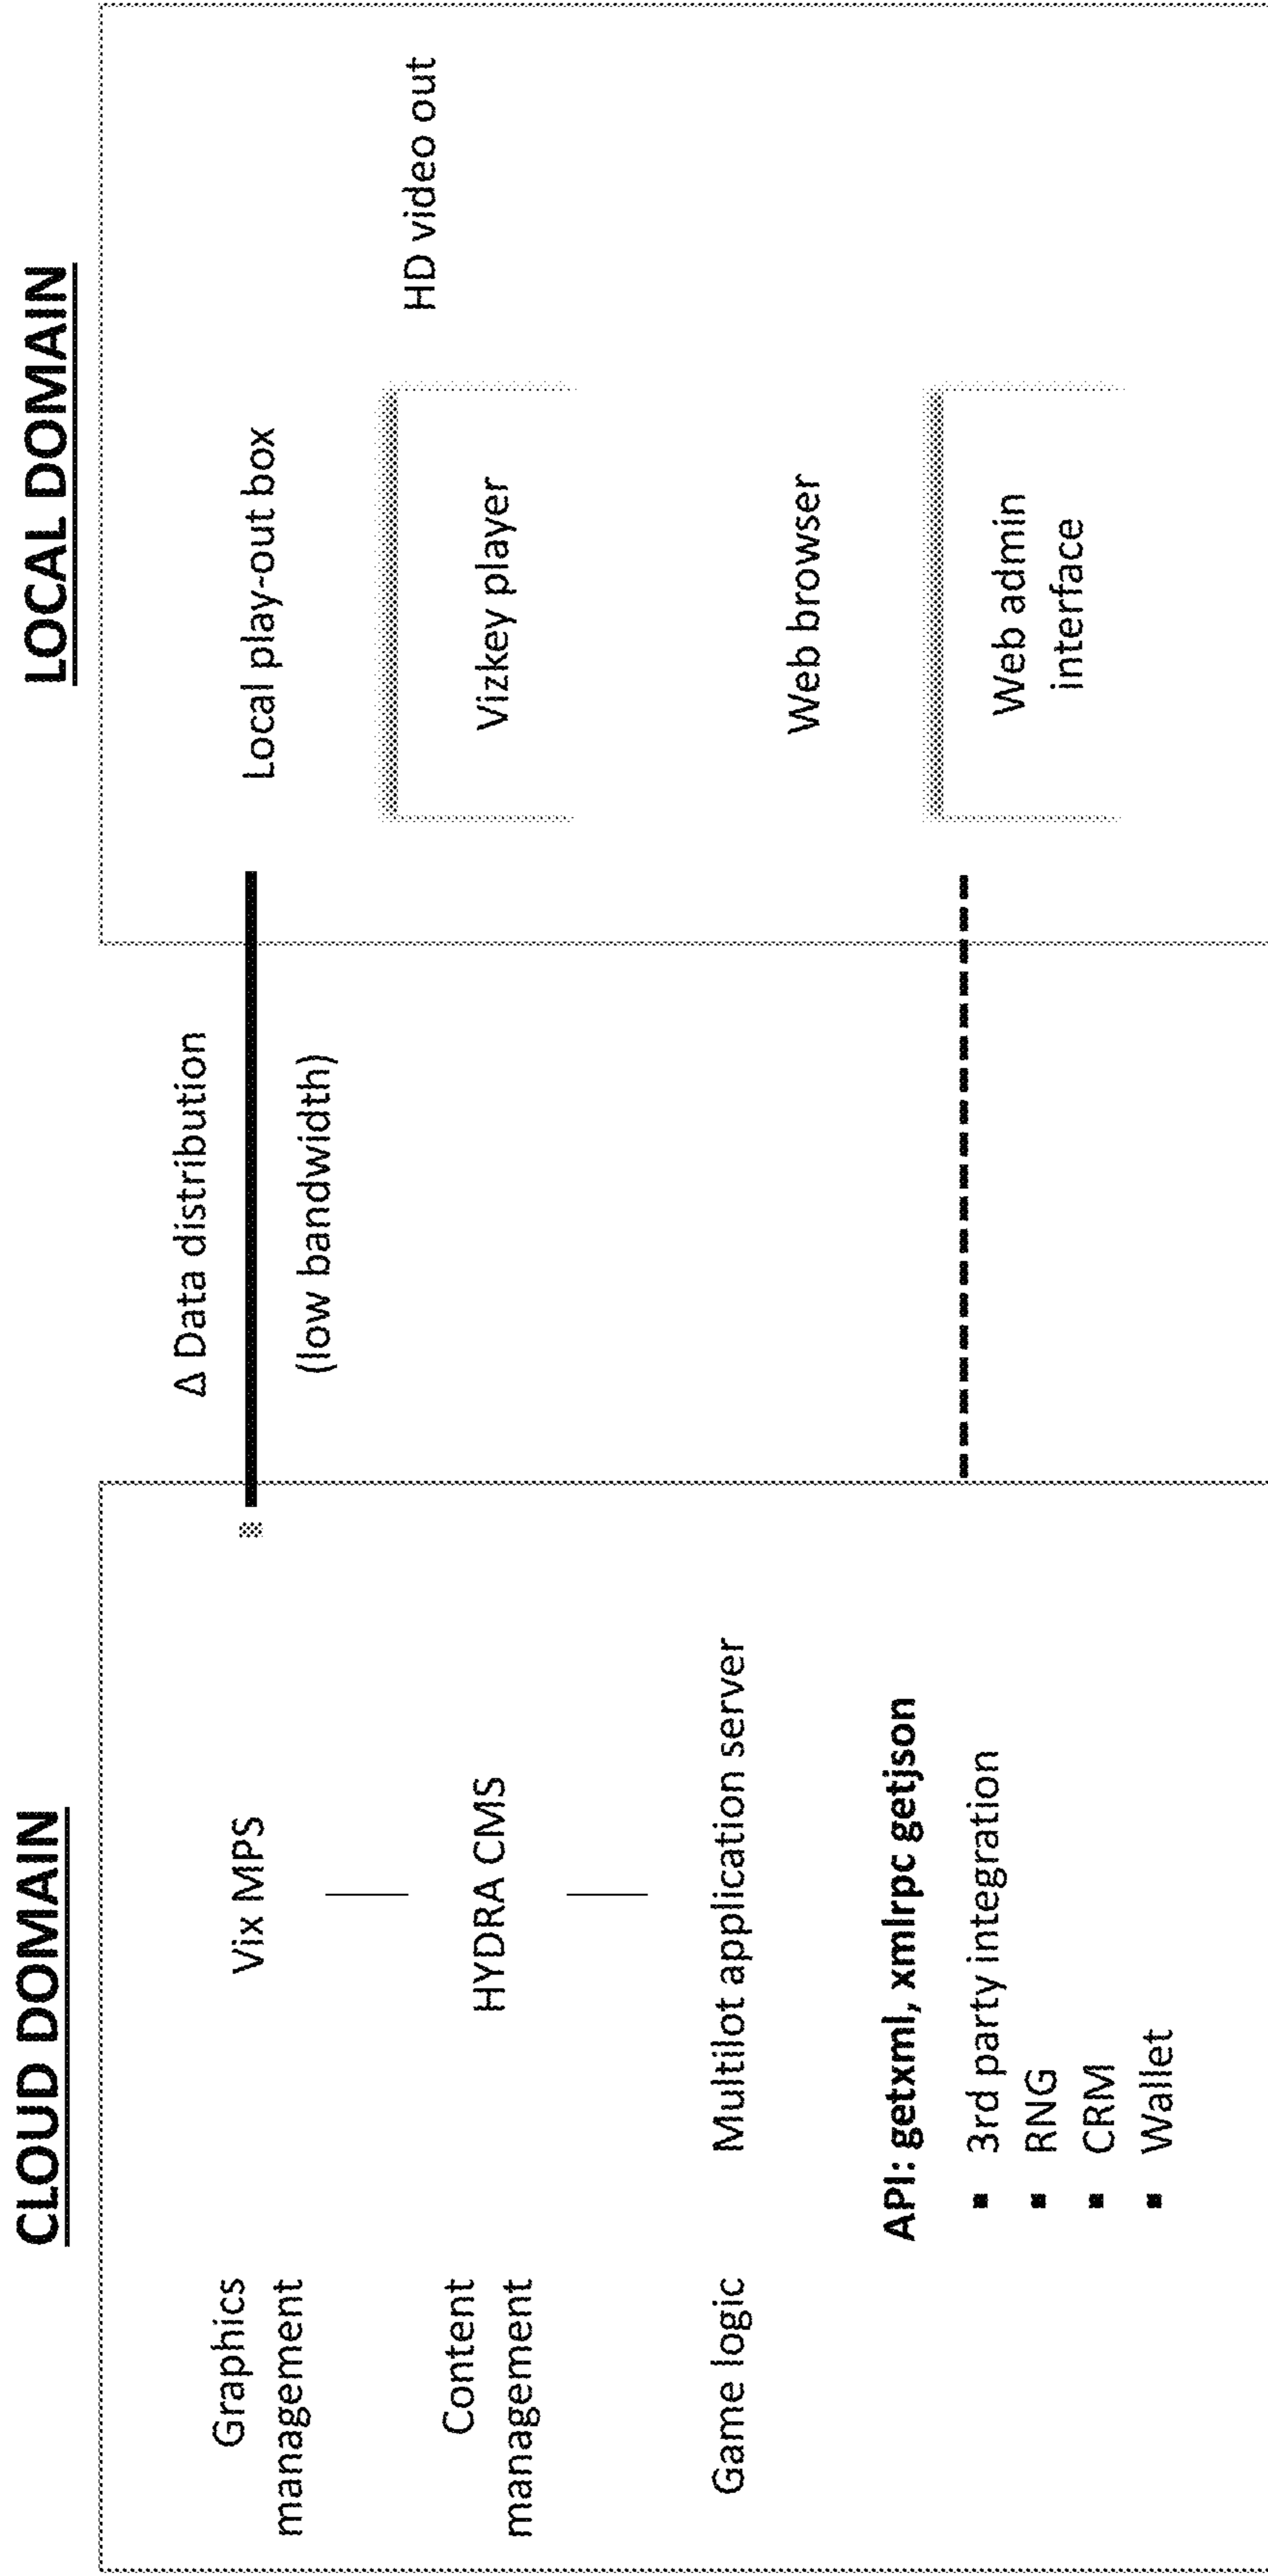 CLOUD DOMAIN
Graphics
management
Vix MPS
Content
management
HYDRA CMS
Game logic
Multilot application server
API: getxml, xmlrpc getjson
▪ 3rd party integration
▪ RNG
▪ CRM
▪ Wallet
Δ Data distribution
(low bandwidth)
LOCAL DOMAIN
Local play-out box
Vizkey player
HD video out
Web browser
Web admin
interface